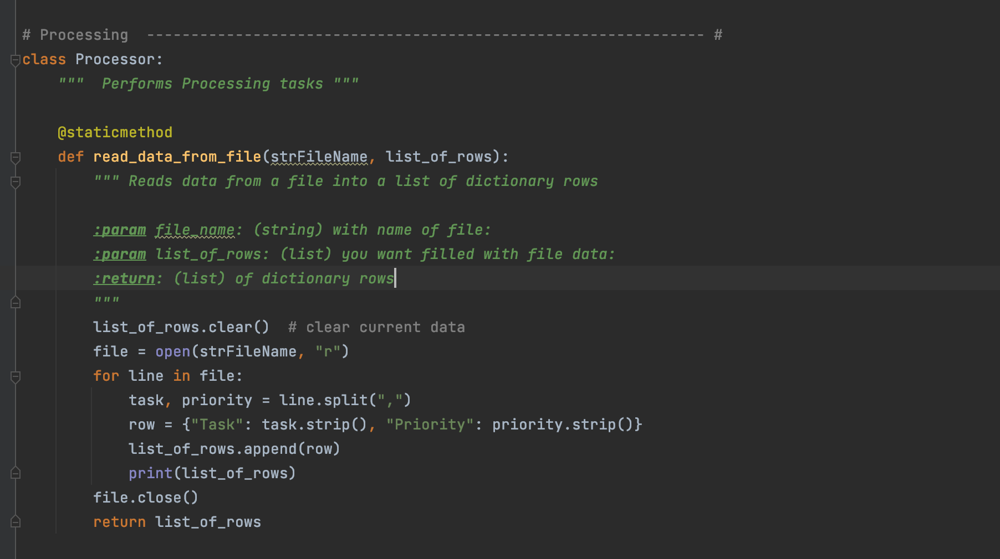 # Processing  --------------------------------------------------------------- #
class Processor:
    """  Performs Processing tasks """

    @staticmethod
    def read_data_from_file(strFileName, list_of_rows):
        """ Reads data from a file into a list of dictionary rows

        :param file_name: (string) with name of file:
        :param list_of_rows: (list) you want filled with file data:
        :return: (list) of dictionary rows
        """
        list_of_rows.clear()  # clear current data
        file = open(strFileName, "r")
        for line in file:
            task, priority = line.split(",")
            row = {"Task": task.strip(), "Priority": priority.strip()}
            list_of_rows.append(row)
            print(list_of_rows)
        file.close()
        return list_of_rows